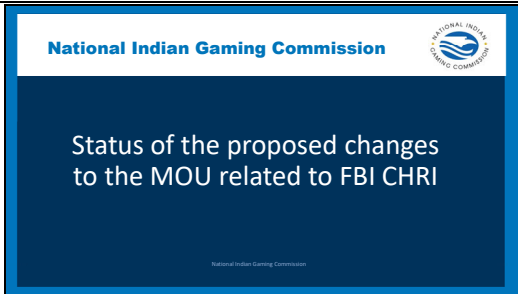 National Indian Gaming Commission
NATIONAL INDIAN
GAMING COMMISSION
Status of the proposed changes
to the MOU related to FBI CHRI
National Indian Gaming Commission